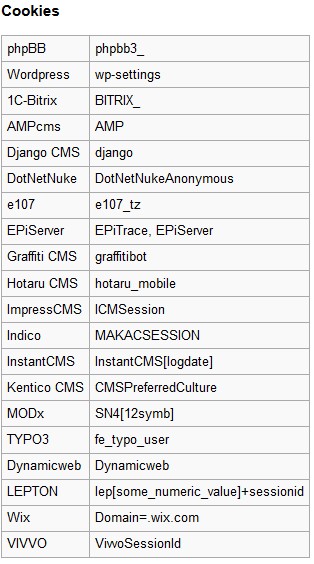 Cookies
phpBB phpbb3_
Wordpress wp-settings
1C-Bitrix BITRIX_
AMPcms AMP
Django CMS django
DotNetNuke DotNetNukeAnonymous
e107 e107_tz
EPiServer EPiTrace, EPiServer
Graffiti CMS graffitibot
Hotaru CMS hotaru_mobile
ImpressCMS ICMSession
Indico MAKACSESSION
InstantCMS InstantCMS[logdate]
Kentico CMS CMSPreferredCulture
MODx SN4[12symb]
TYPO3 fe_typo_user
Dynamicweb Dynamicweb
LEPTON lep[some_numeric_value]+sessionid
Wix Domain=.wix.com
VIVVO VivvoSessionId